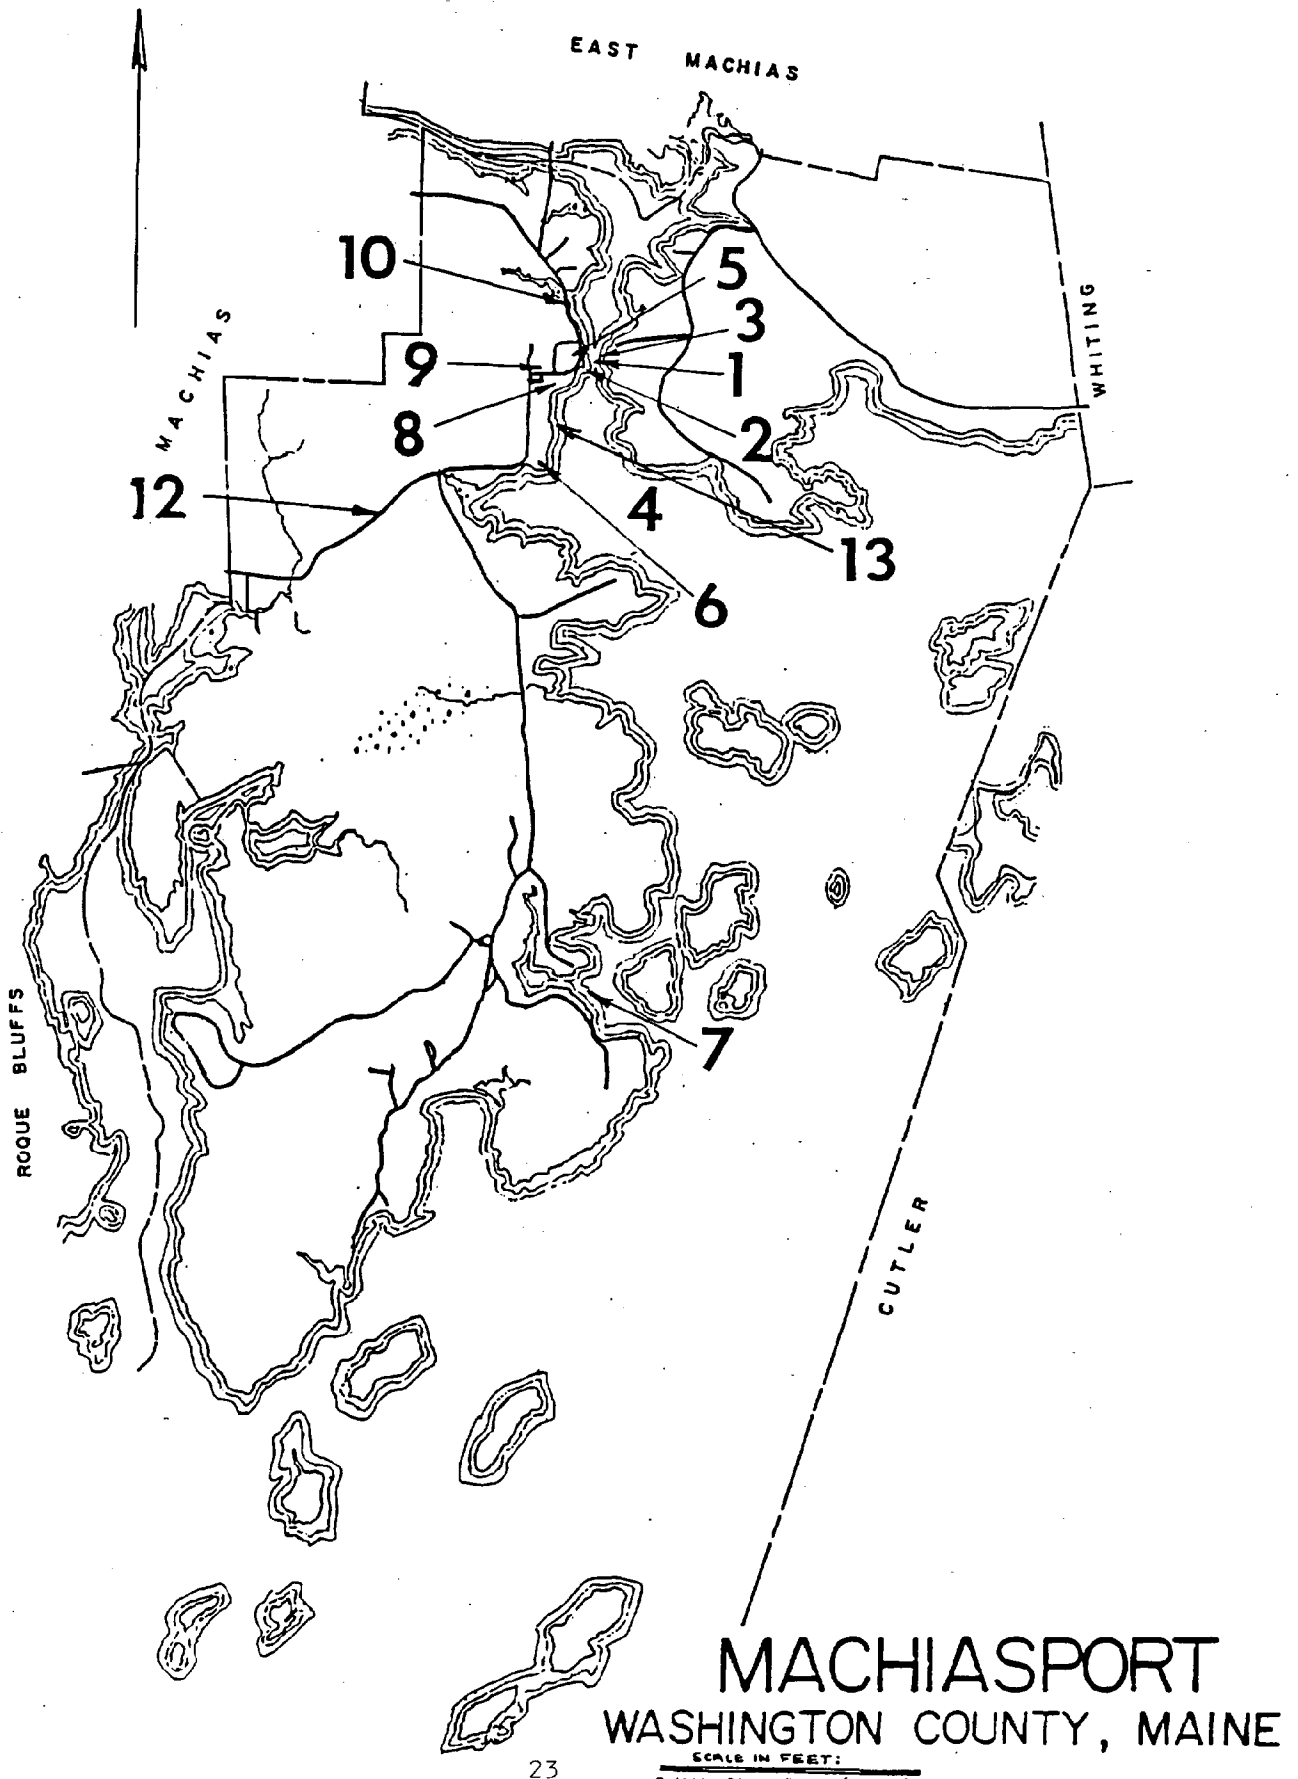 EAST MACHIAS
10
5
3
WHITING
MACHIAS
9
1
8
2
12
4
13
6
7
ROQUE BLUFFS
CUTLER
MACHIASPORT
WASHINGTON COUNTY, MAINE
SCALE IN FEET:
23